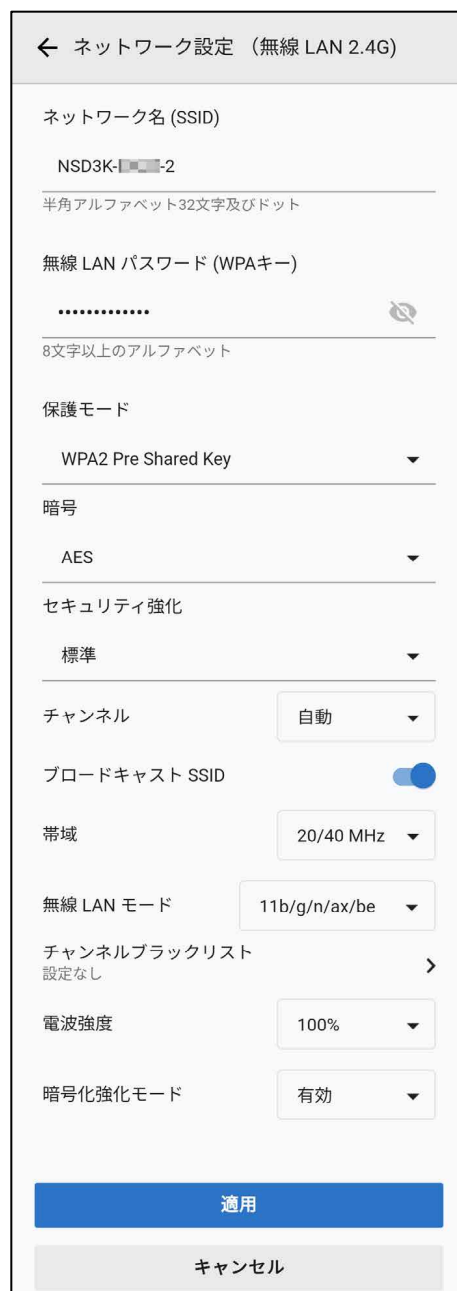 ネットワーク設定 （無線 LAN 2.4G)
ネットワーク名 (SSID)
NSD3K- -2
半角アルファベット32文字及びドット
無線 LAN パスワード (WPAキー)
•••••••••••••
8文字以上のアルファベット
保護モード
WPA2 Pre Shared Key
暗号
AES
セキュリティ強化
標準
チャンネル 自動
ブロードキャスト SSID
帯域 20/40 MHz
無線 LAN モード 11b/g/n/ax/be
チャンネルブラックリスト
設定なし
電波強度 100%
暗号化強化モード 有効
適用
キャンセル